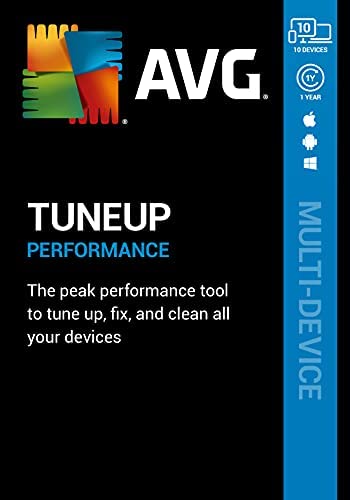 AVG
10
10 DEVICES
1Y
1 YEAR
TUNEUP
PERFORMANCE
The peak performance tool
to tune up, fix, and clean all
your devices
MULTI-DEVICE